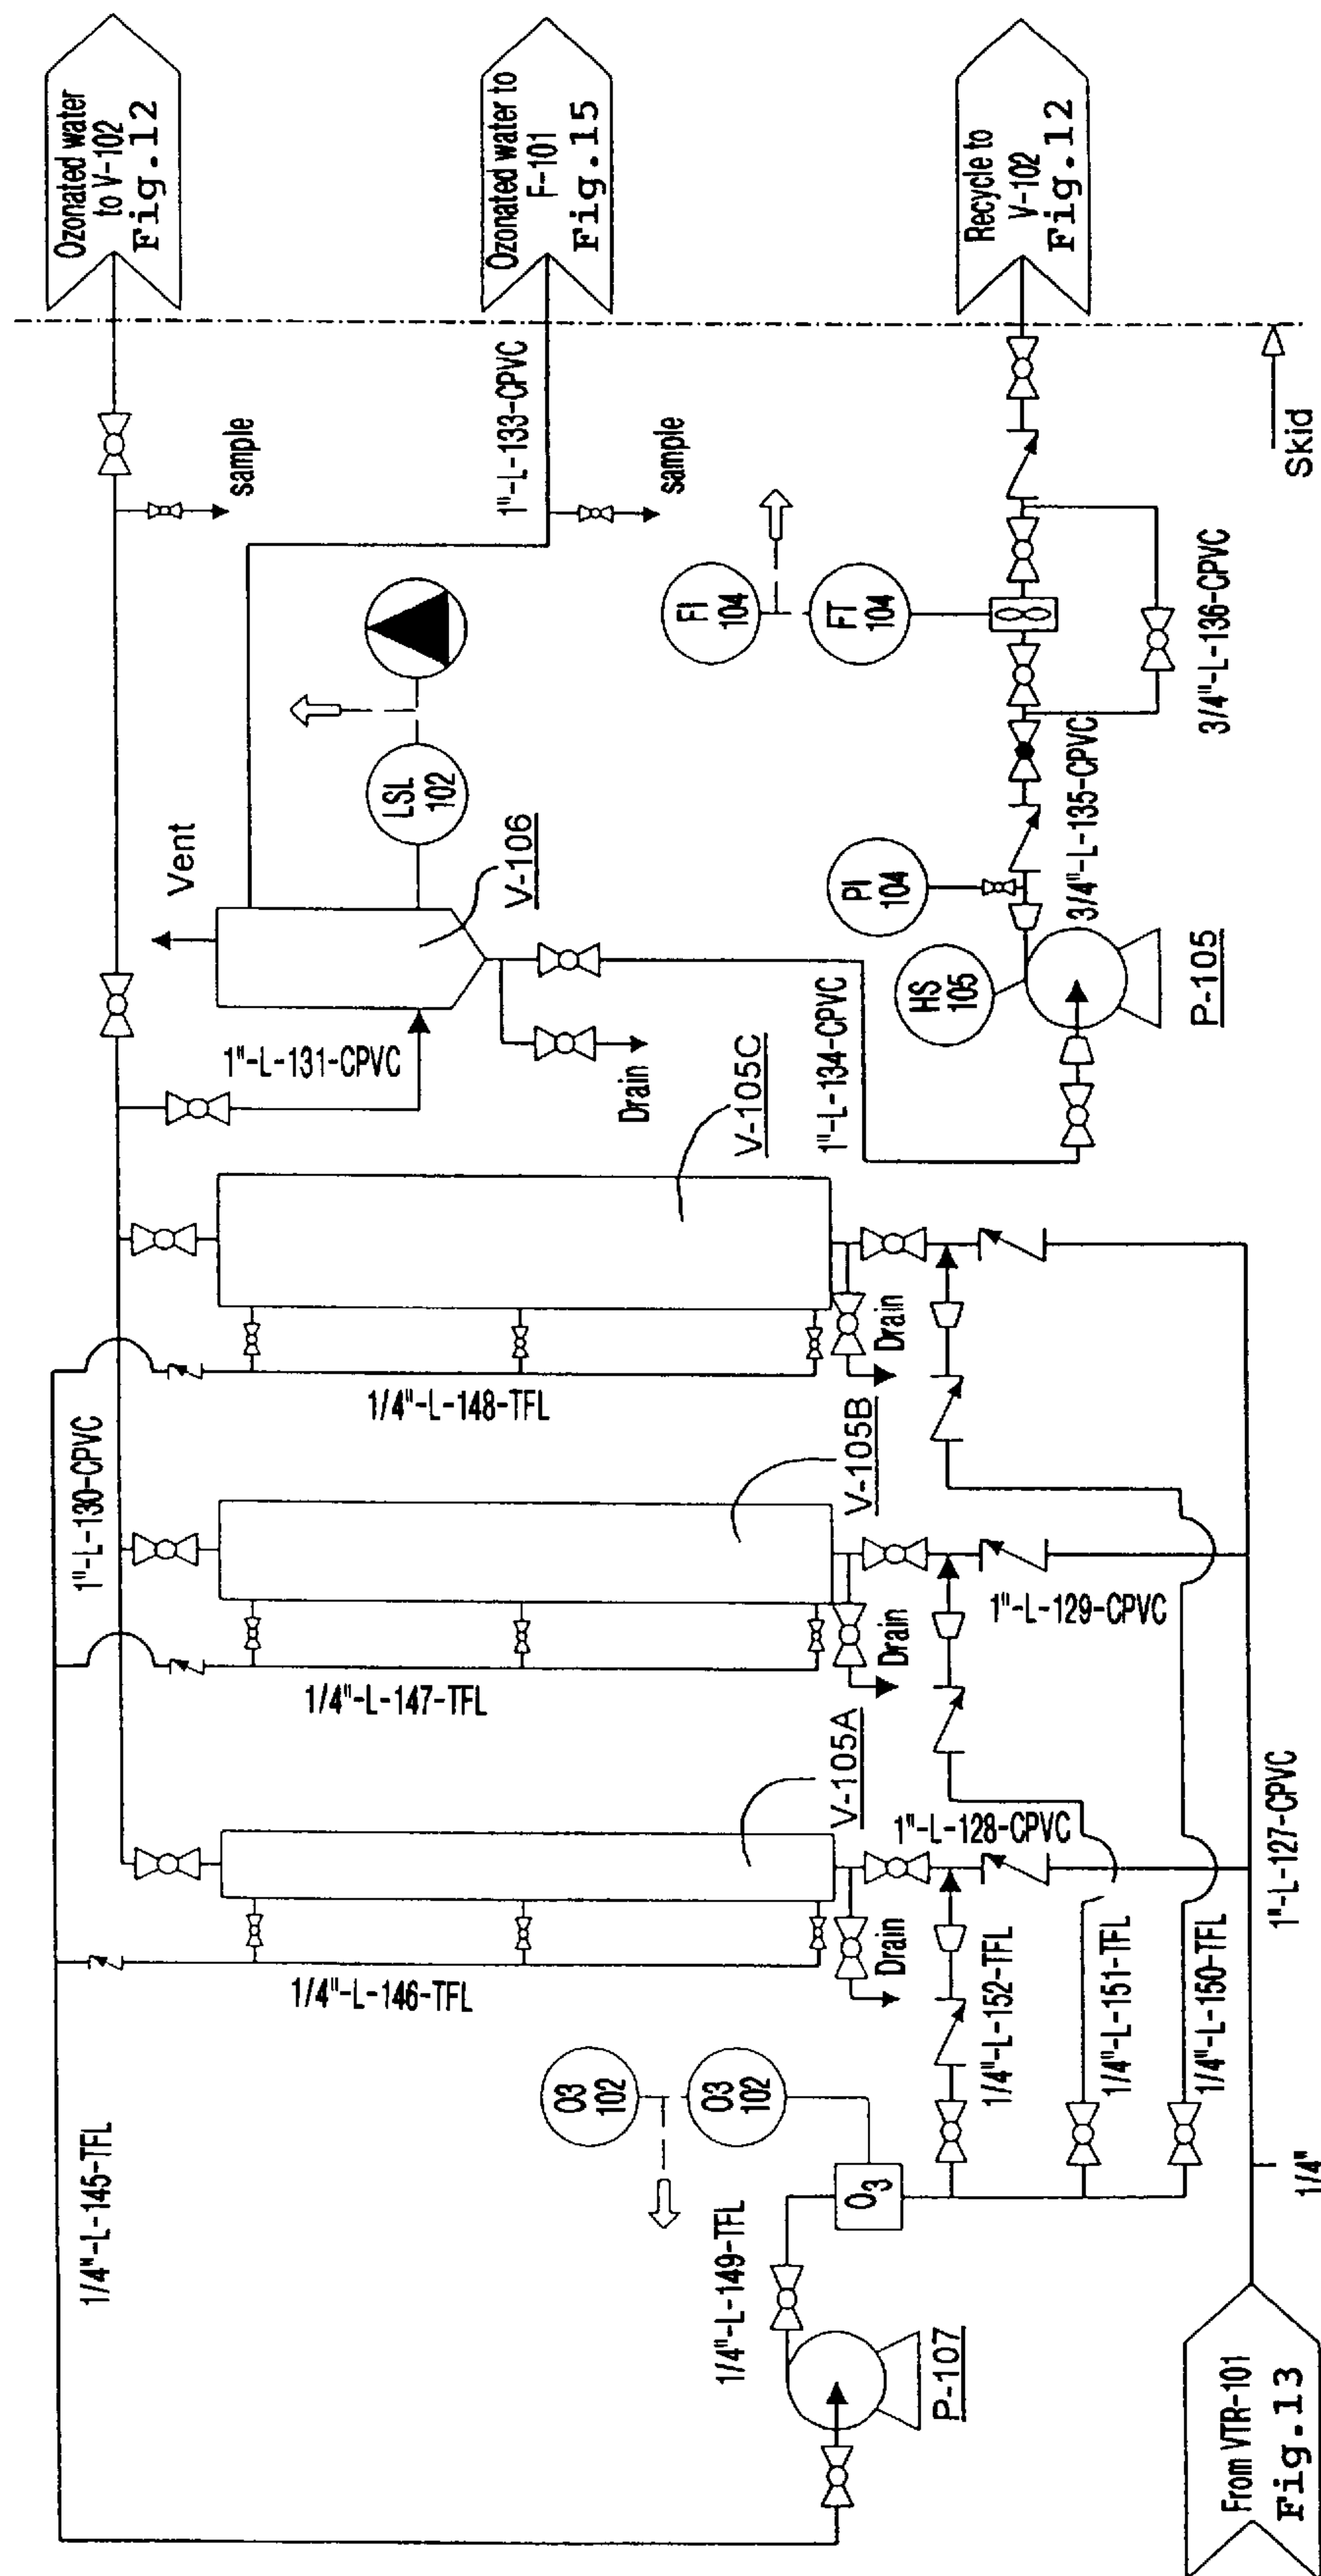 Ozonated water
to V-102
Fig.12
Ozonated water to
F-101
Fig.15
Recycle to
V-102
Fig.12
Skid
sample
1"-L-133-CPVC
sample
FI
104
FT
104
3/4"-L-136-CPVC
LSL
102
Vent
V-106
PI
104
HS
105
3/4"-L-135-CPVC
P-105
1"-L-131-CPVC
Drain
1"-L-134-CPVC
V-105C
Drain
1/4"-L-148-TFL
1"-L-130-CPVC
V-105B
Drain
1"-L-129-CPVC
1/4"-L-147-TFL
V-105A
1"-L-128-CPVC
Drain
1/4"-L-146-TFL
1"-L-127-CPVC
1/4"-L-152-TFL
1/4"-L-151-TFL
1/4"-L-150-TFL
O3
102
O3
102
O3
1/4"-L-145-TFL
1/4"-L-149-TFL
P-107
1/4"
From VTR-101
Fig.13